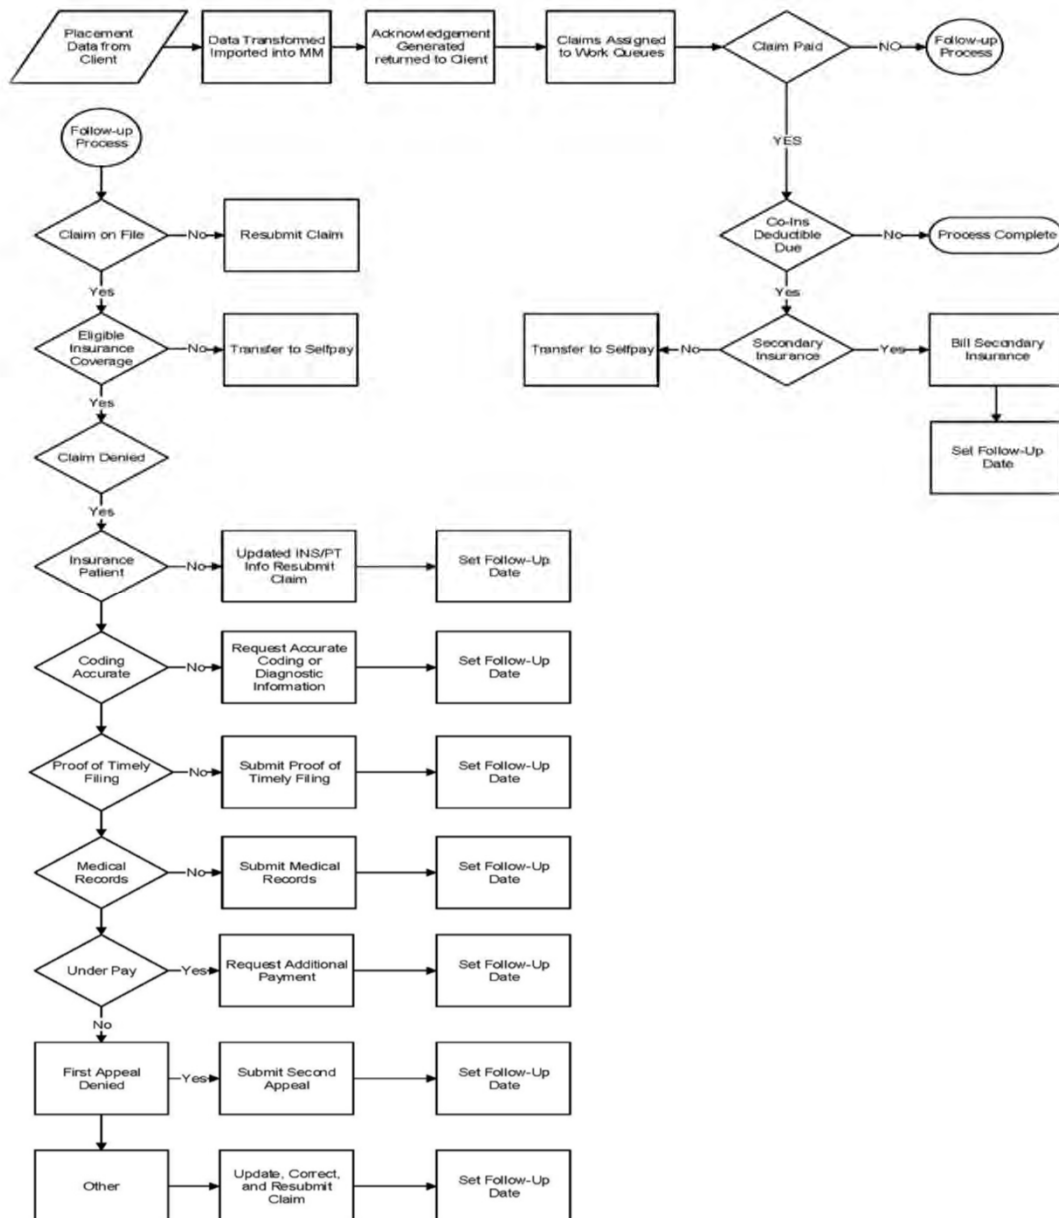 Placement
Data from
Client
Data Transformed
Imported into MM
Acknowledgement
Generated
returned to Client
Claims Assigned
to Work Queues
Claim Paid
NO
Follow-up
Process
YES
Co-Ins
Deductible
Due
No
Process Complete
Yes
Secondary
Insurance
No
Transfer to Selfpay
Yes
Bill Secondary
Insurance
Set Follow-Up
Date
Follow-up
Process
Claim on File
No
Resubmit Claim
Yes
Eligible
Insurance
Coverage
No
Transfer to Selfpay
Yes
Claim Denied
Yes
Insurance
Patient
No
Updated INS/PT
Info Resubmit
Claim
Set Follow-Up
Date
Coding
Accurate
No
Request Accurate
Coding or
Diagnostic
Information
Set Follow-Up
Date
Proof of Timely
Filing
No
Submit Proof of
Timely Filing
Set Follow-Up
Date
Medical
Records
No
Submit Medical
Records
Set Follow-Up
Date
Under Pay
Yes
Request Additional
Payment
Set Follow-Up
Date
No
First Appeal
Denied
Yes
Submit Second
Appeal
Set Follow-Up
Date
Other
Update, Correct,
and Resubmit
Claim
Set Follow-Up
Date